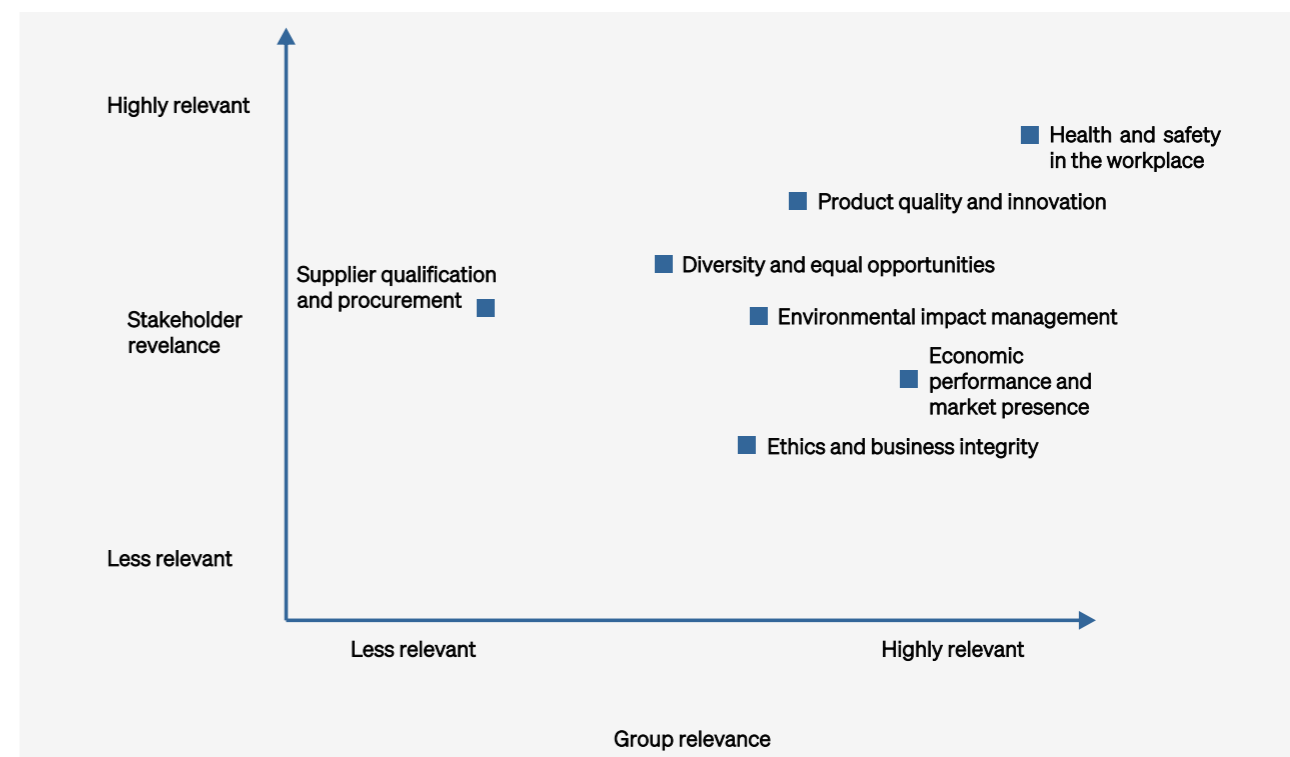 Highly relevant
Health and safety
in the workplace
Product quality and innovation
Diversity and equal opportunities
Supplier qualification
and procurement
Stakeholder
revelance
Environmental impact management
Economic
performance and
market presence
Ethics and business integrity
Less relevant
Less relevant
Highly relevant
Group relevance